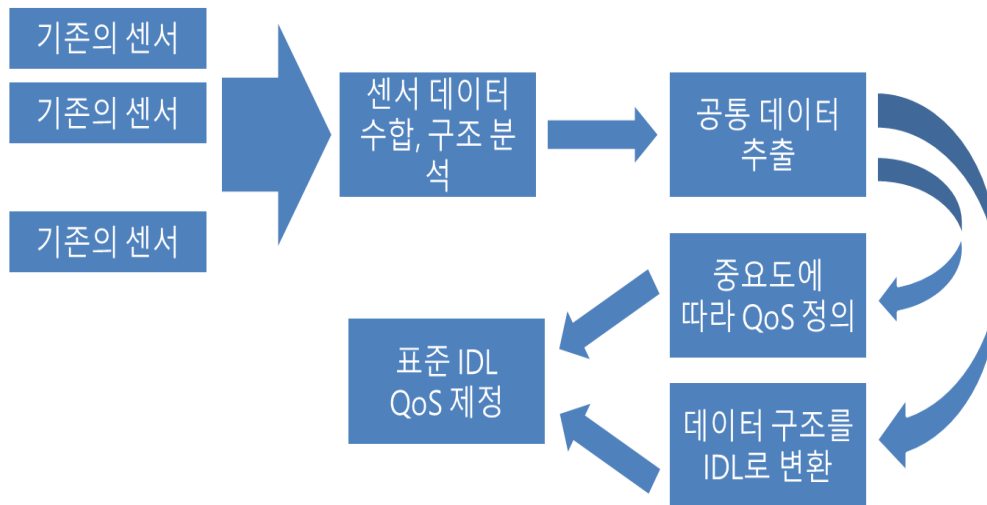 기존의 센서
기존의 센서
기존의 센서
센서 데이터
수합, 구조 분
석
공통 데이터
추출
중요도에
따라 QoS 정의
표준 IDL
QoS 제정
데이터 구조를
IDL로 변환